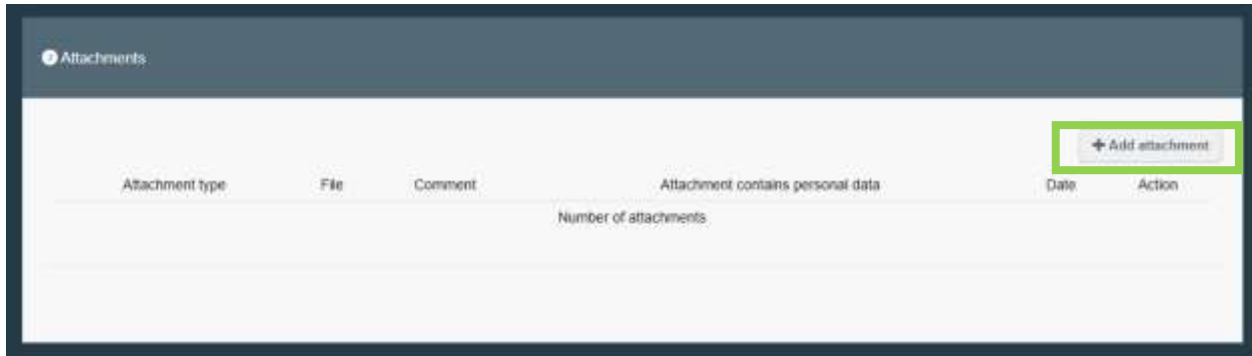 Attachments
+ Add attachment
Attachment type File Comment Attachment contains personal data Date Action
Number of attachments